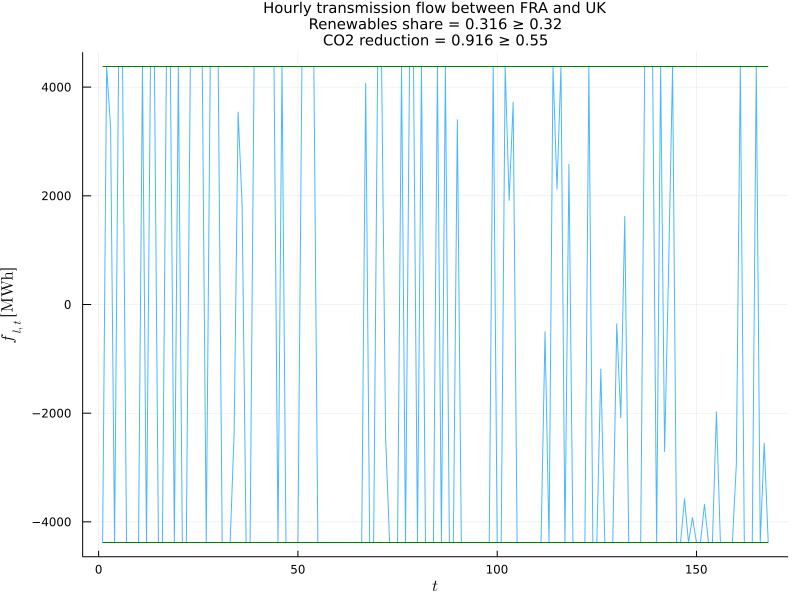 Hourly transmission flow between FRA and UK
Renewables share = 0.316 ≥ 0.32
CO2 reduction = 0.916 ≥ 0.55
4000
2000
0
−2000
−4000
f_{l,t} [MWh]
0
50
100
150
t